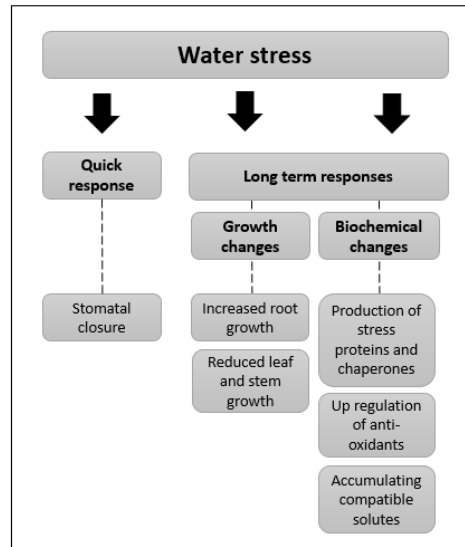 Water stress
Quick
response
Long term responses
Growth
changes
Biochemical
changes
Stomatal
closure
Increased root
growth
Reduced leaf
and stem
growth
Production of
stress
proteins and
chaperones
Up regulation
of anti-
oxidants
Accumulating
compatible
solutes